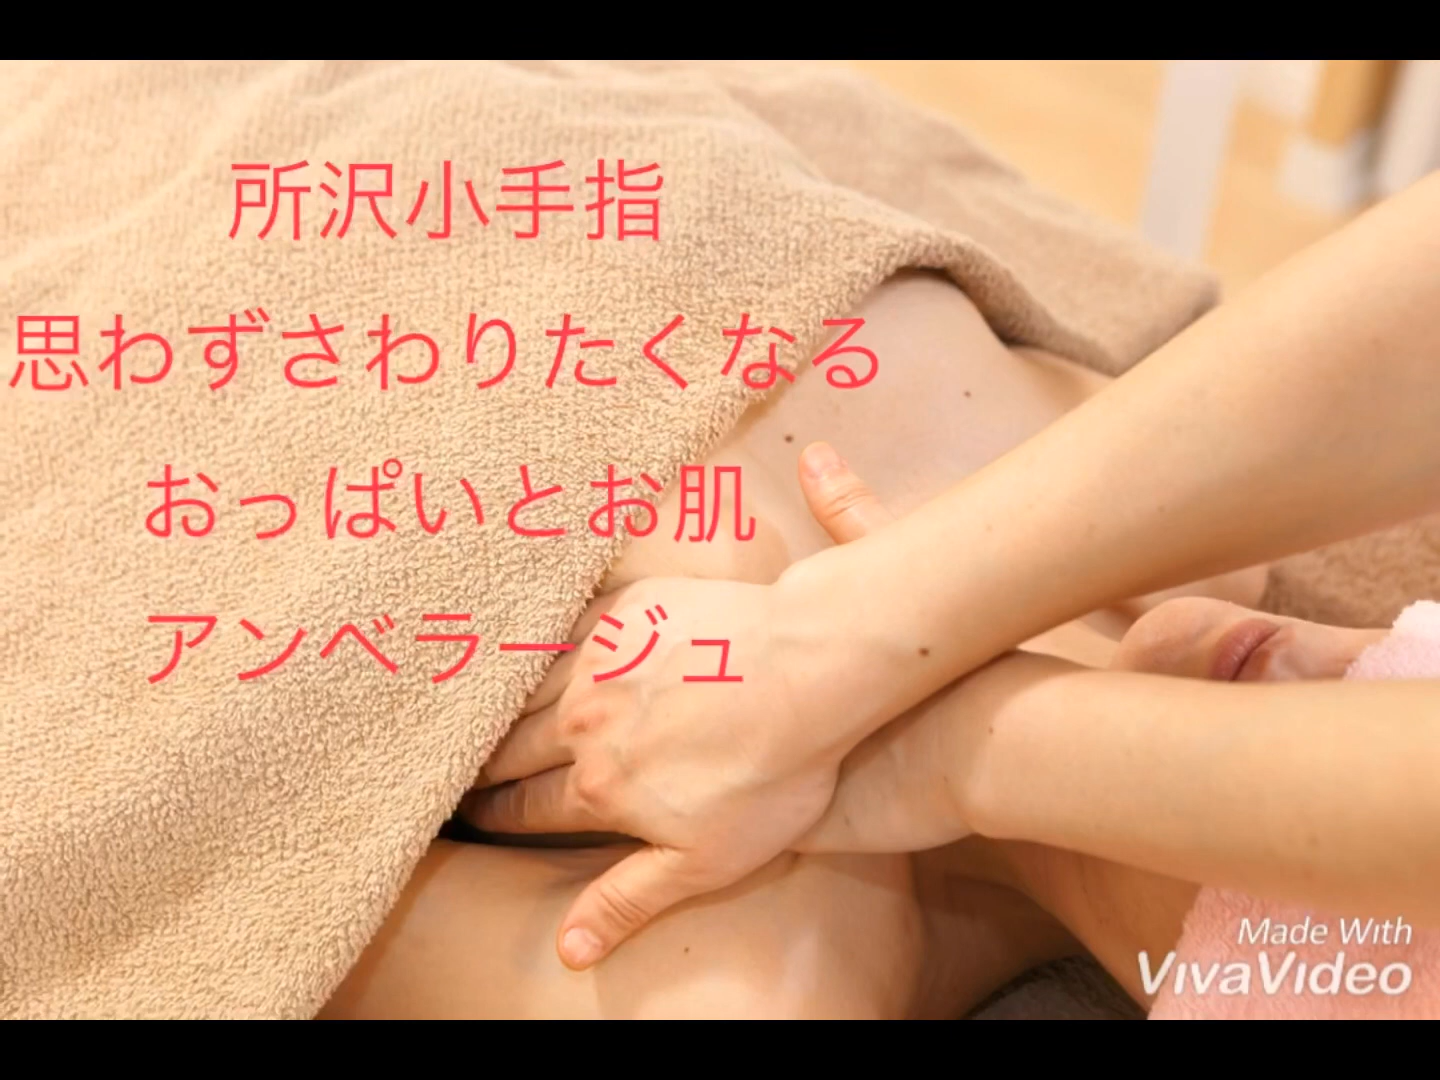 所沢小手指
思わずさわりたくなる
おっぱいとお肌
アンベラージュ
Made With
VivaVideo